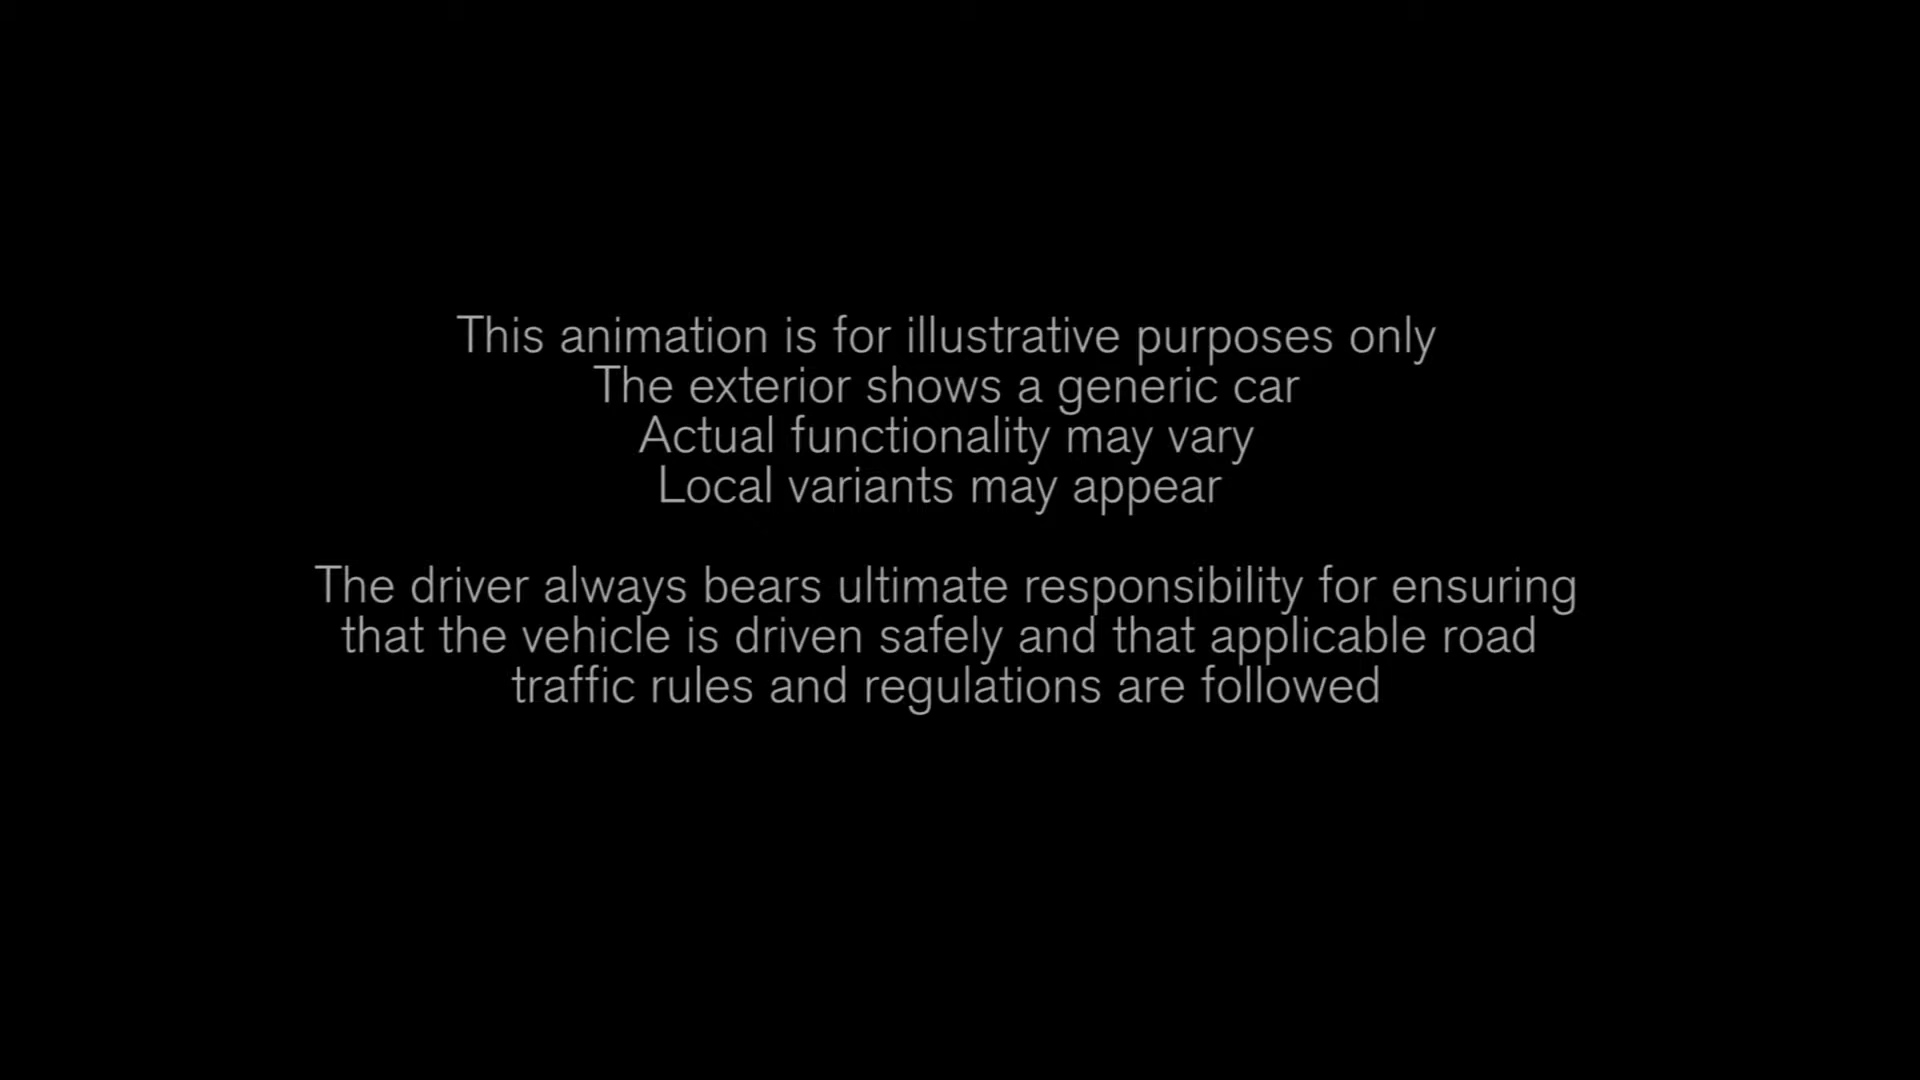 This animation is for illustrative purposes only
The exterior shows a generic car
Actual functionality may vary
Local variants may appear
The driver always bears ultimate responsibility for ensuring
that the vehicle is driven safely and that applicable road
traffic rules and regulations are followed